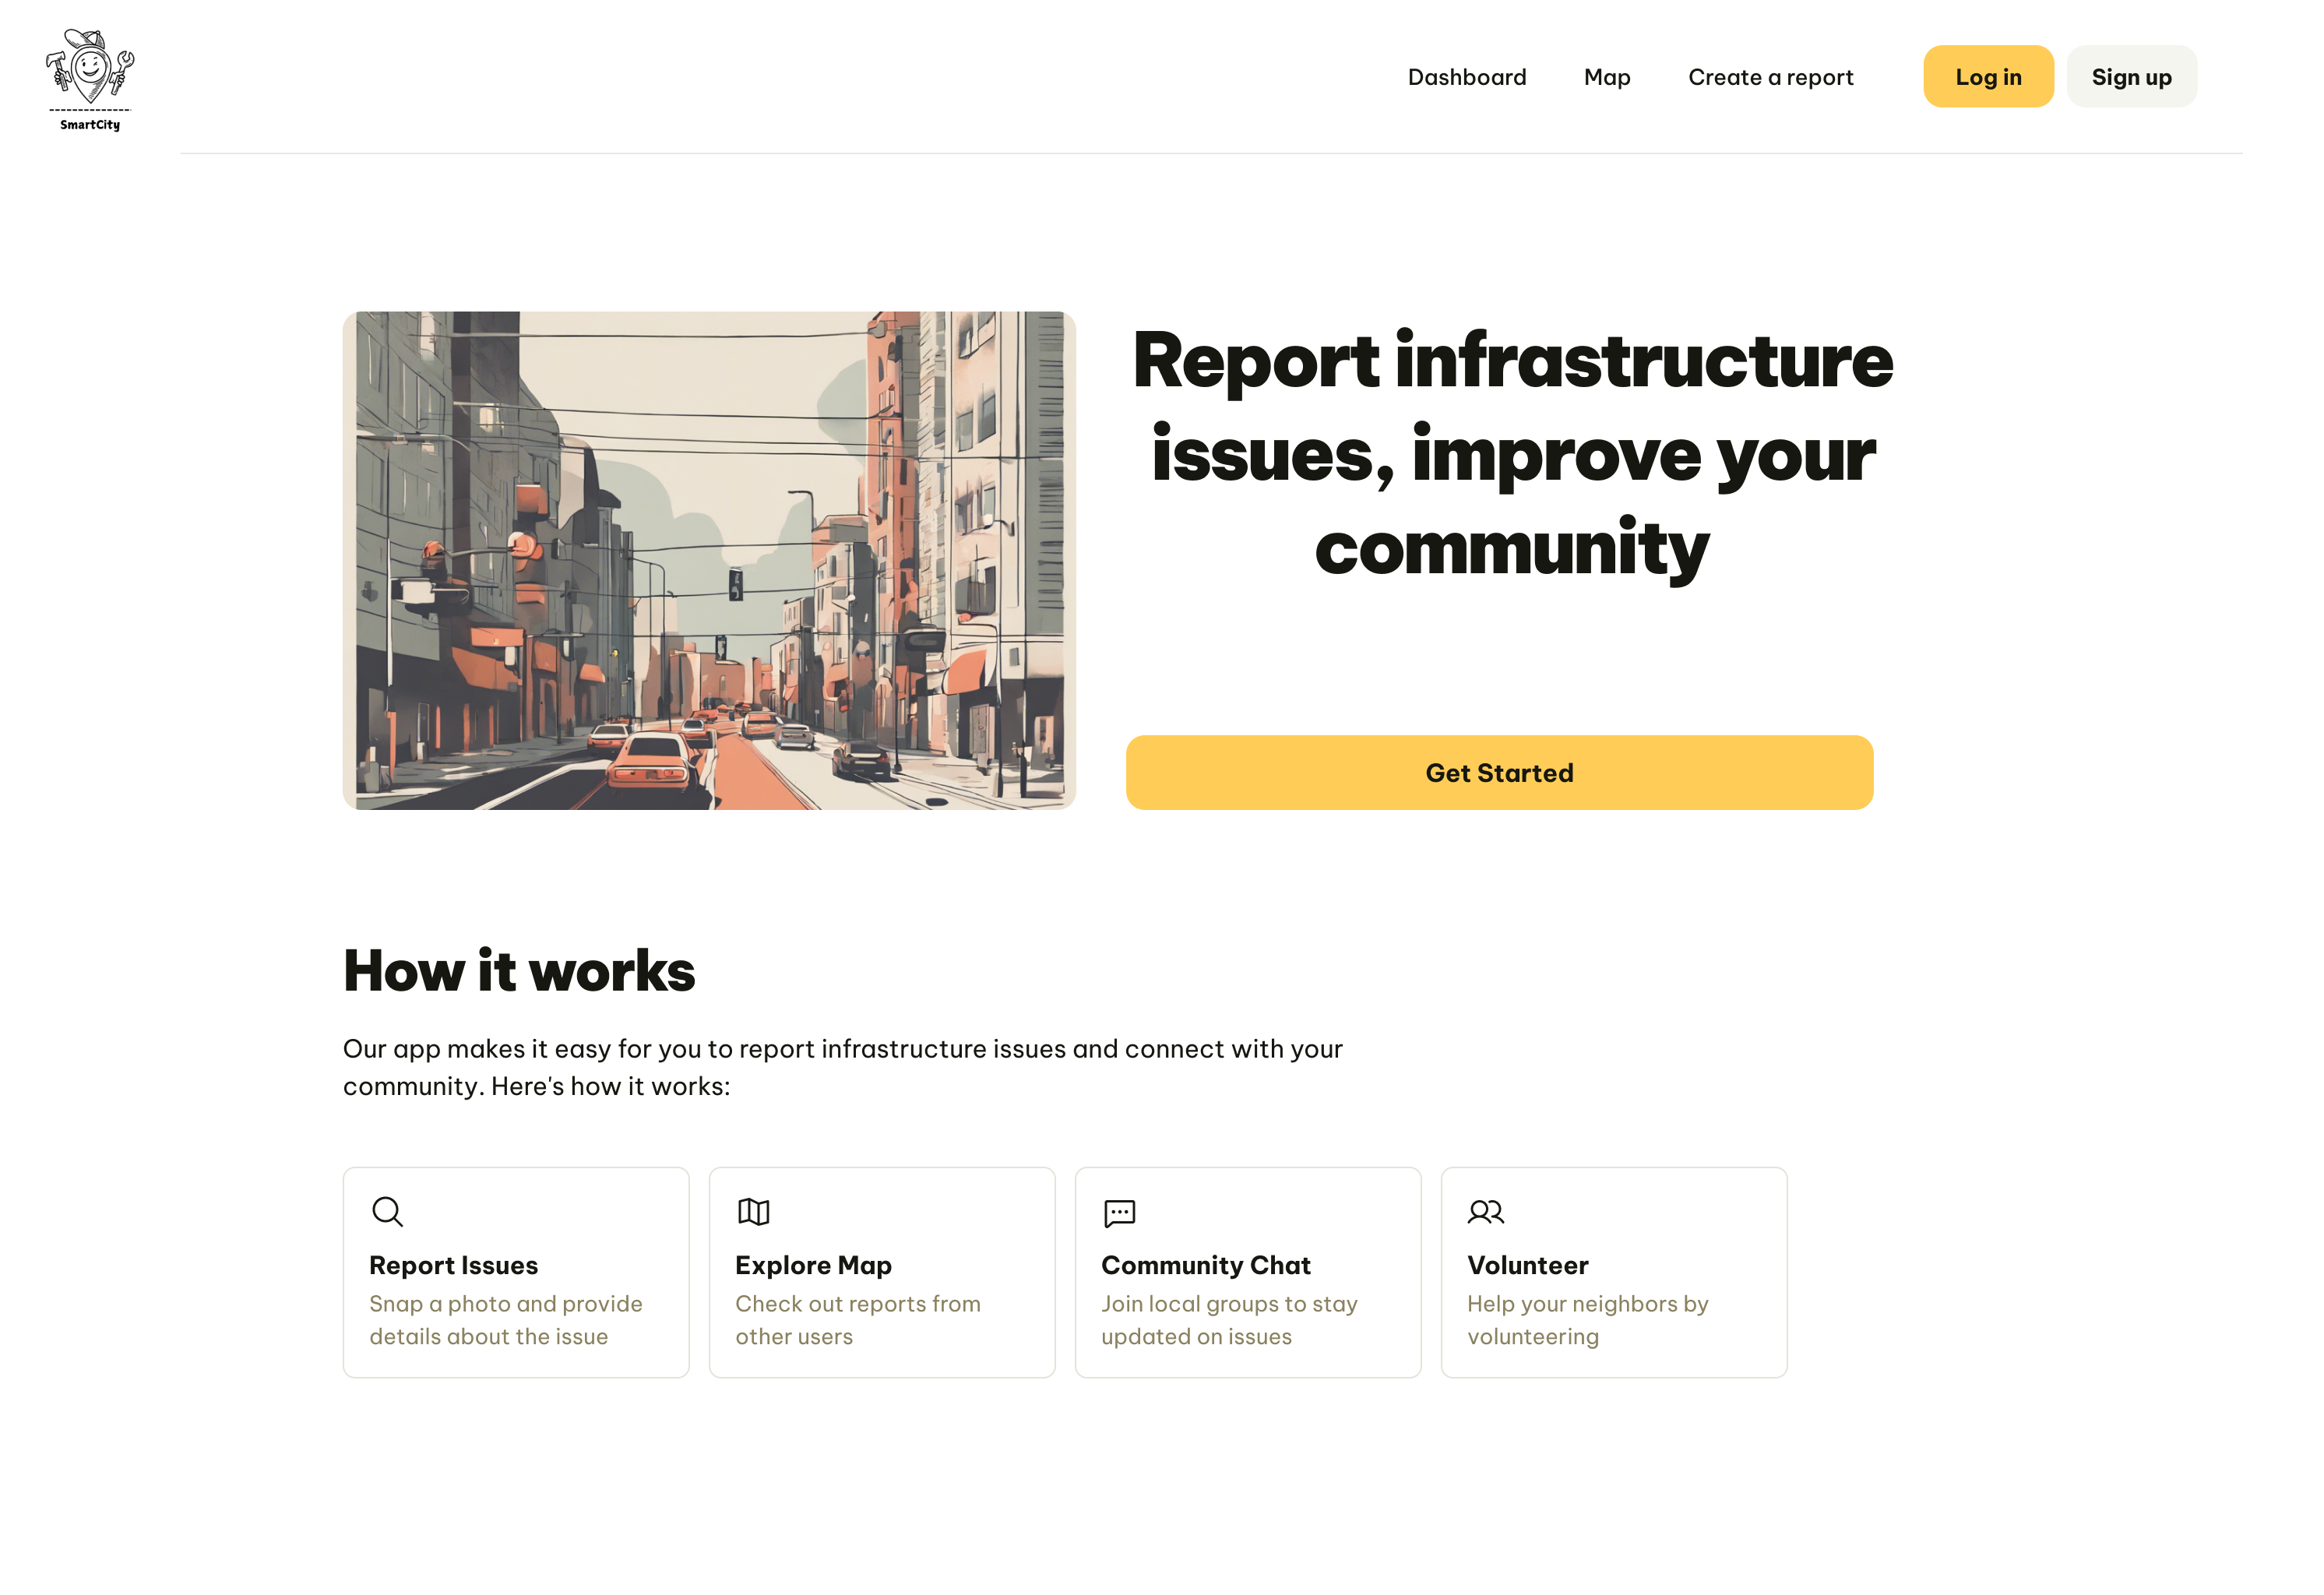 SmartCity
Dashboard
Map
Create a report
Log in
Sign up
Report infrastructure
issues, improve your
community
Get Started
How it works
Our app makes it easy for you to report infrastructure issues and connect with your
community. Here's how it works:
Report Issues
Snap a photo and provide
details about the issue
Explore Map
Check out reports from
other users
Community Chat
Join local groups to stay
updated on issues
Volunteer
Help your neighbors by
volunteering